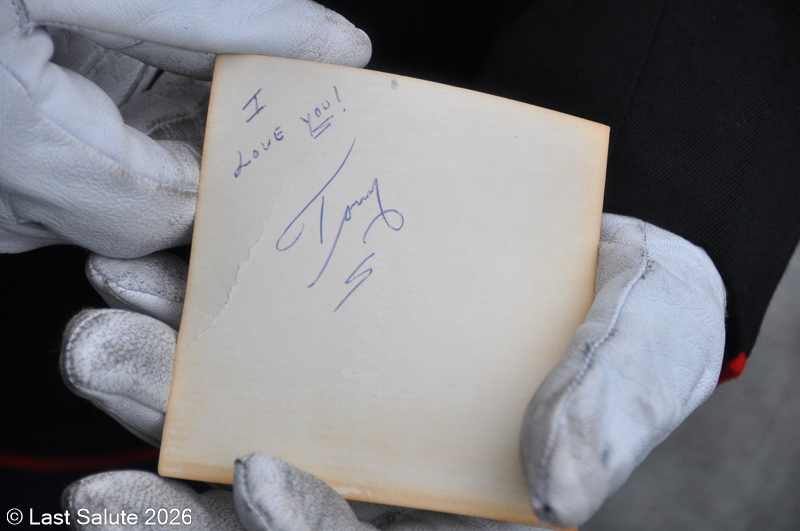 I
LOVE YOU!
Tony
© Last Salute 2026